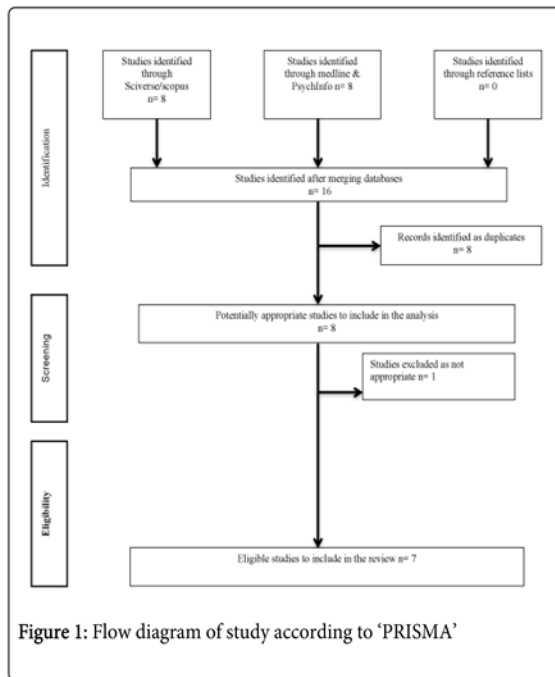 Studies identified
through
Sciverse/scopus
n= 8
Studies identified
through medline &
PsychInfo n= 8
Studies identified
through reference lists
n= 0
Identification
Studies identified after merging databases
n= 16
Records identified as duplicates
n= 8
Screening
Potentially appropriate studies to include in the analysis
n= 8
Studies excluded as not
appropriate n= 1
Eligibility
Eligible studies to include in the review n= 7
Figure 1: Flow diagram of study according to ‘PRISMA’